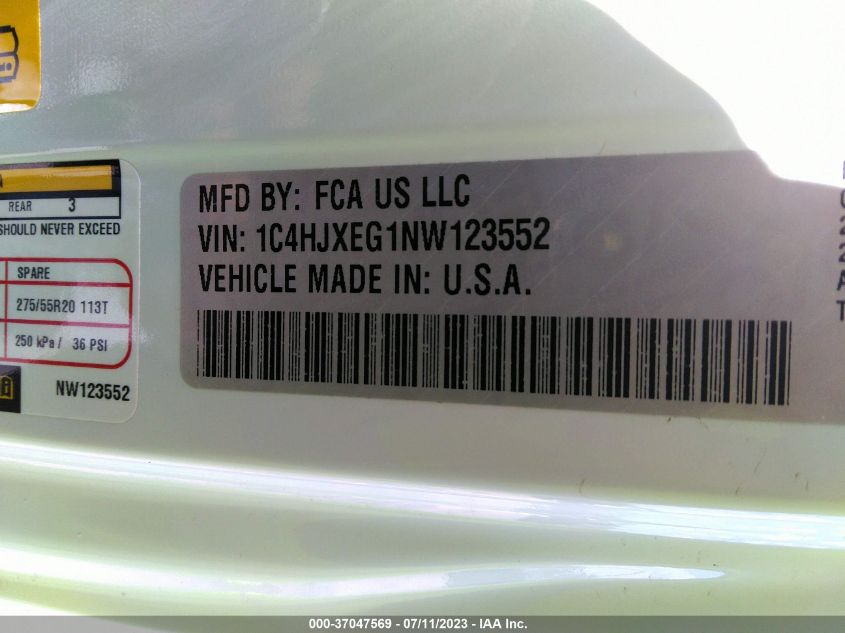 REAR 3
SHOULD NEVER EXCEED
SPARE
275/55R20 113T
250 kPa / 36 PSI
NW123552
MFD BY: FCA US LLC
VIN: 1C4HJXEG1NW123552
VEHICLE MADE IN: U.S.A.
000-37047569 - 07/11/2023 - IAA Inc.